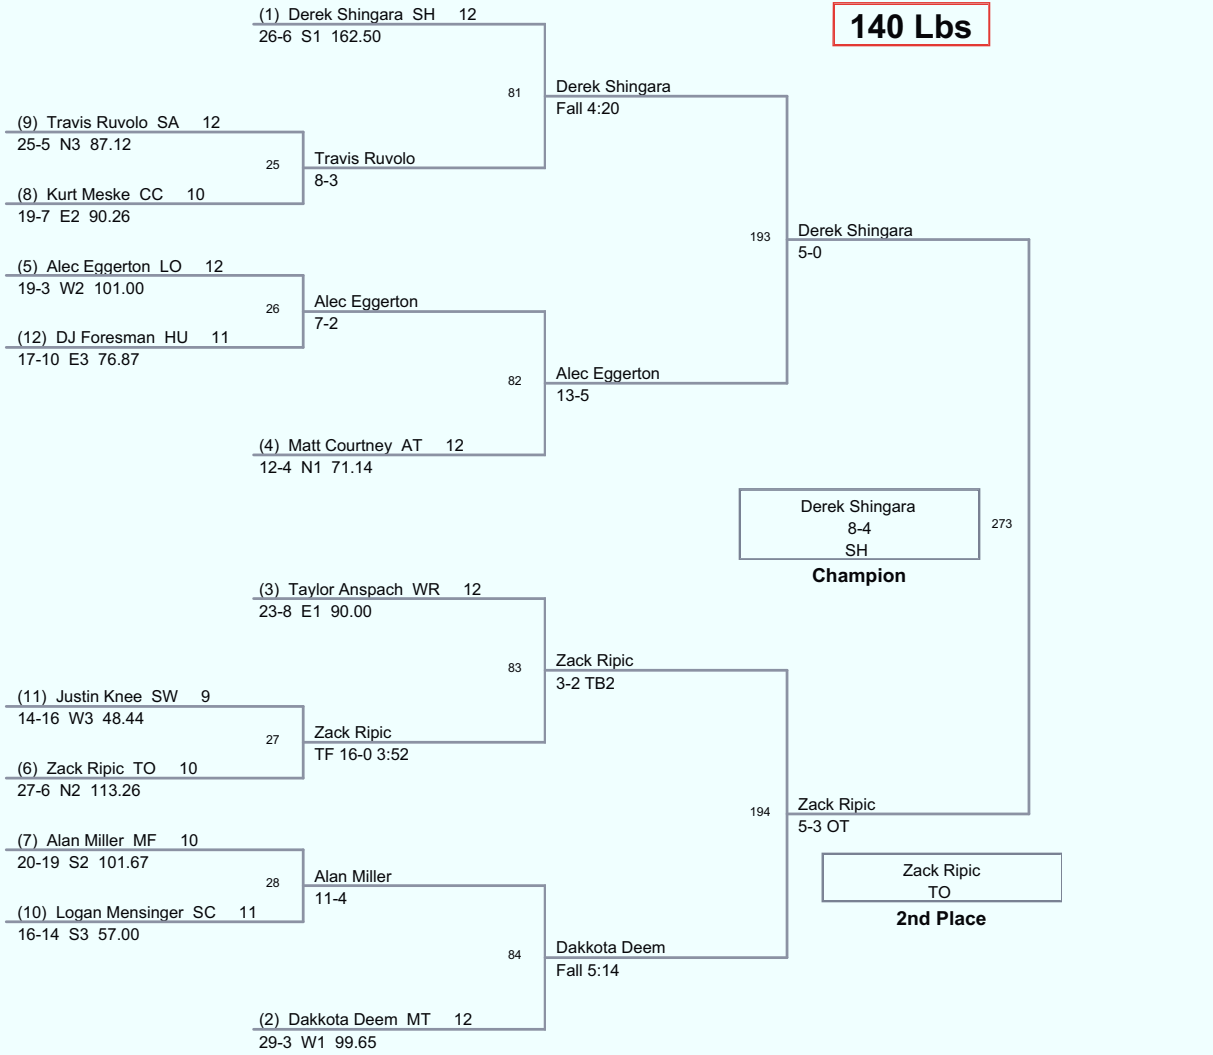 140 Lbs
(1) Derek Shingara SH 12
26-6 S1 162.50
81
Derek Shingara
Fall 4:20
(9) Travis Ruvolo SA 12
25-5 N3 87.12
25
Travis Ruvolo
8-3
(8) Kurt Meske CC 10
19-7 E2 90.26
193
Derek Shingara
5-0
(5) Alec Eggerton LO 12
19-3 W2 101.00
26
Alec Eggerton
7-2
(12) DJ Foresman HU 11
17-10 E3 76.87
82
Alec Eggerton
13-5
(4) Matt Courtney AT 12
12-4 N1 71.14
Derek Shingara
8-4
SH
Champion
273
(3) Taylor Anspach WR 12
23-8 E1 90.00
83
Zack Ripic
3-2 TB2
(11) Justin Knee SW 9
14-16 W3 48.44
27
Zack Ripic
TF 16-0 3:52
(6) Zack Ripic TO 10
27-6 N2 113.26
194
Zack Ripic
5-3 OT
(7) Alan Miller MF 10
20-19 S2 101.67
28
Alan Miller
11-4
(10) Logan Mensinger SC 11
16-14 S3 57.00
Zack Ripic
TO
2nd Place
84
Dakkota Deem
Fall 5:14
(2) Dakkota Deem MT 12
29-3 W1 99.65